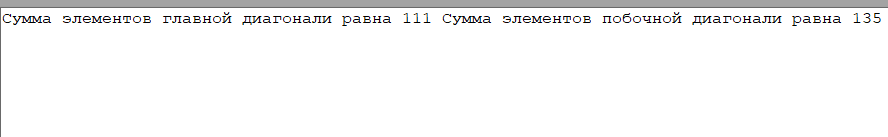 Сумма элементов главной диагонали равна 111 Сумма элементов побочной диагонали равна 135